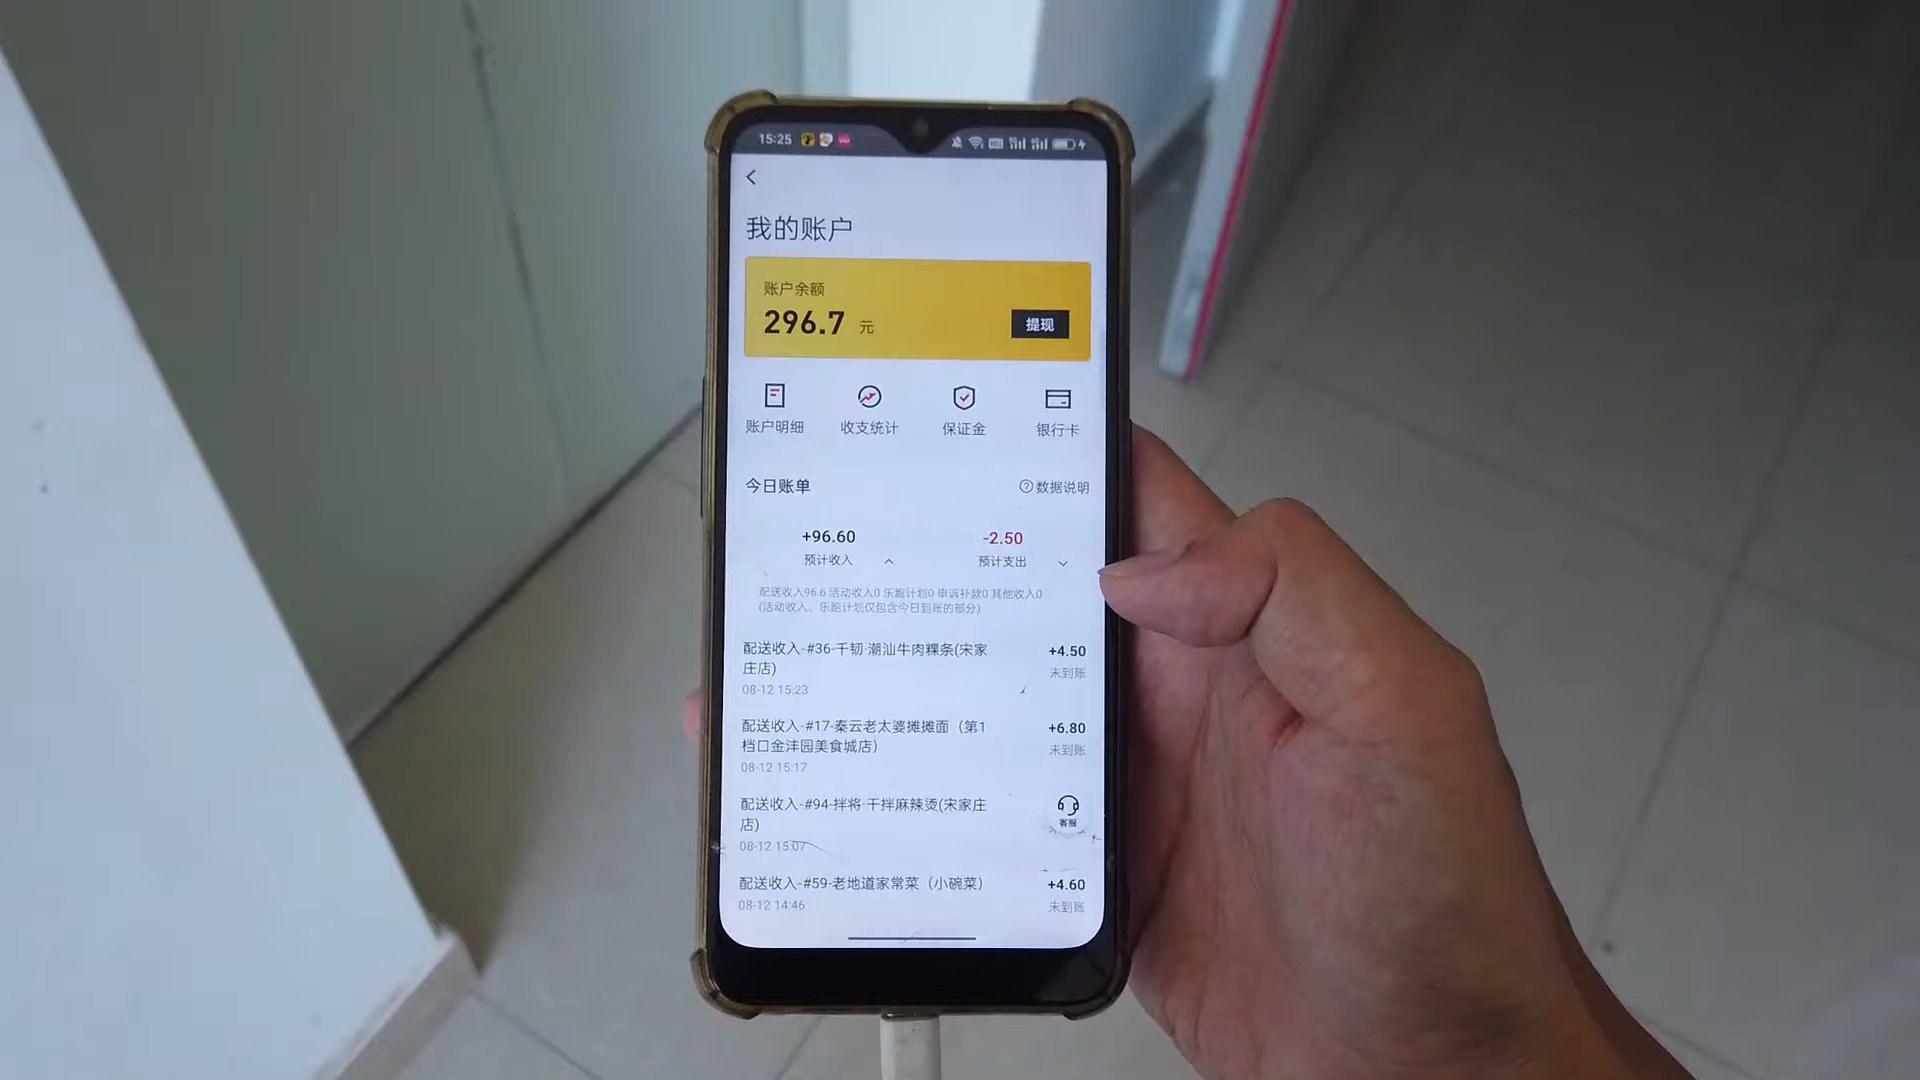 15:25
我的账户
账户余额
296.7 元
提现
账户明细 收支统计 保证金 银行卡
今日账单
数据说明
+96.60 -2.50
预计收入 预计支出
配送收入96.6 活动收入0 乐跑计划0 申诉补款0 其他收入0
(活动收入、乐跑计划仅包含今日到账的部分)
配送收入-#36-千韧·潮汕牛肉粿条(宋家
庄店)
+4.50
未到账
08-12 15:23
配送收入-#17-秦云老太婆摊摊面（第1
档口金沣园美食城店）
+6.80
未到账
08-12 15:17
配送收入-#94-拌将·干拌麻辣烫(宋家庄
店)
客服
08-12 15:07
配送收入-#59-老地道家常菜（小碗菜）
+4.60
08-12 14:46
未到账